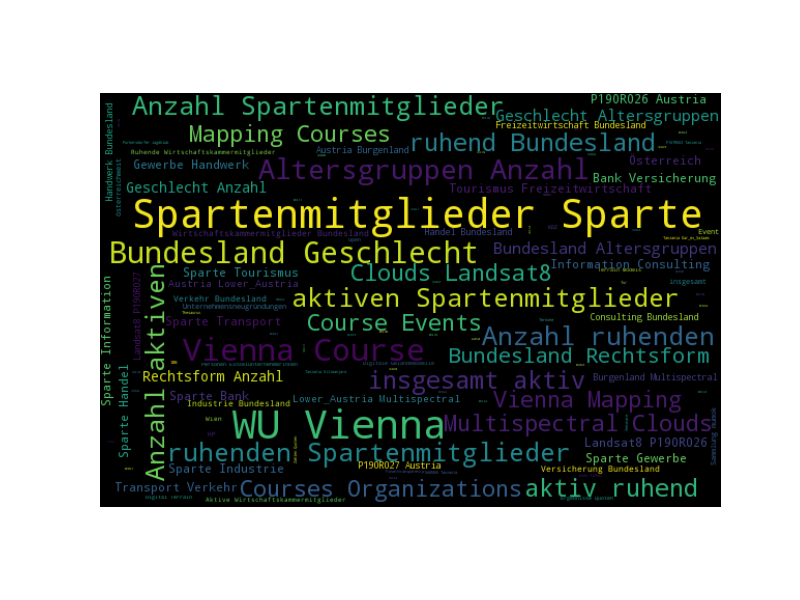 P190R026 Austria
Anzahl Spartenmitglieder
Geschlecht Altersgruppen
Freizeitwirtschaft Bundesland
Handwerk Bundesland
Mapping Courses
ruhend Bundesland
Ruhende Wirtschaftskammermitglieder
Austria Burgenland
Gewerbe Handwerk
Altersgruppen Anzahl
Österreich
Bank Versicherung
Österreichweit
Geschlecht Anzahl
Tourismus Freizeitwirtschaft
Spartenmitglieder Sparte
Wirtschaftskammermitglieder Bundesland
Handel Bundesland
Event
Bundesland Geschlecht
Bundesland Altersgruppen
Information Consulting
Sparte Tourismus
Clouds_Landsat8
Austria Lower_Austria
insgesamt
Landsat8 P190R027
Sparte Information
Anzahl aktiven
Verkehr Bundesland
aktiven Spartenmitglieder
Unternehmensneugründungen
Sparte Transport
Course Events
Consulting Bundesland
Anzahl ruhenden
Vienna Course
Bundesland Rechtsform
Sparte Handel
Rechtsform Anzahl
insgesamt aktiv
Burgenland Multispectral
Sparte Bank
Industrie Bundesland
Lower_Austria Multispectral
Vienna Mapping
Wien
WU Vienna
Multispectral Clouds
Landsat8 P190R026
ruhenden Spartenmitglieder
Sparte Gewerbe
Sparte Industrie
P190R027 Austria
Versicherung Bundesland
Transport Verkehr
Courses Organizations
aktiv ruhend
Aktive Wirtschaftskammermitglieder